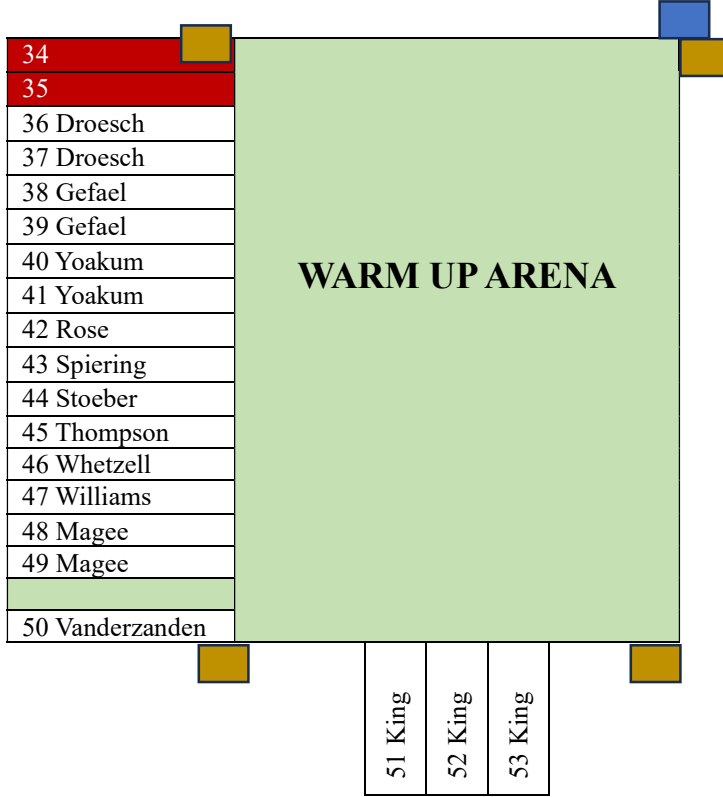 34
35
36 Droesch
37 Droesch
38 Gefael
39 Gefael
40 Yoakum
41 Yoakum
42 Rose
43 Spiering
44 Stoeber
45 Thompson
46 Whetzell
47 Williams
48 Magee
49 Magee
50 Vanderzanden
WARM UP ARENA
51 King
52 King
53 King